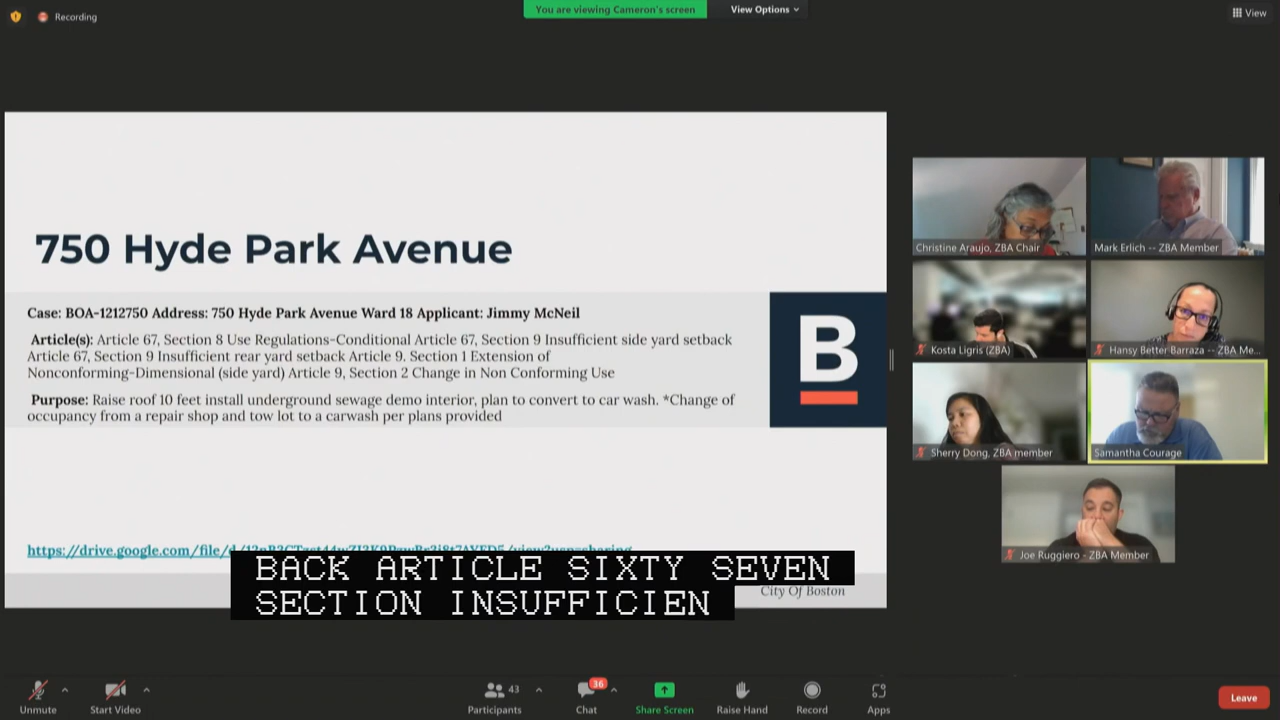 Recording
You are viewing Cameron's screen
View Options
View
750 Hyde Park Avenue
Case: BOA-1212750 Address: 750 Hyde Park Avenue Ward 18 Applicant: Jimmy McNeil
Article(s): Article 67, Section 8 Use Regulations-Conditional Article 67, Section 9 Insufficient side yard setback
Article 67, Section 9 Insufficient rear yard setback Article 9. Section 1 Extension of
Nonconforming-Dimensional (side yard) Article 9, Section 2 Change in Non Conforming Use
Purpose: Raise roof 10 feet install underground sewage demo interior, plan to convert to car wash. *Change of
occupancy from a repair shop and tow lot to a carwash per plans provided
B
https://drive.google.com/file/
BACK ARTICLE SIXTY SEVEN
SECTION INSUFFICIEN
City Of Boston
Christine Araujo, ZBA Chair
Mark Erlich -- ZBA Member
Kosta Ligris (ZBA)
Hansy Better Barraza -- ZBA Me...
Sherry Dong, ZBA member
Samantha Courage
Joe Ruggiero - ZBA Member
Unmute
Start Video
Participants
43
Chat
36
Share Screen
Raise Hand
Record
Apps
Leave